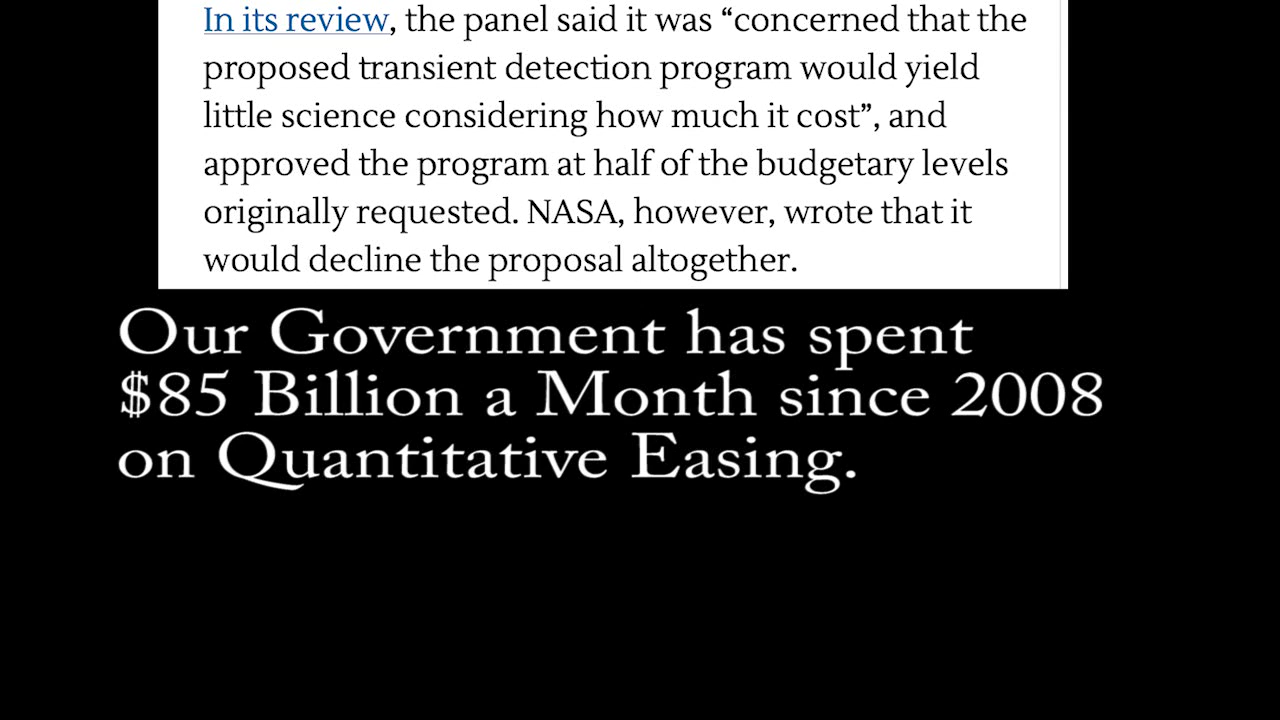 In its review, the panel said it was “concerned that the
proposed transient detection program would yield
little science considering how much it cost”, and
approved the program at half of the budgetary levels
originally requested. NASA, however, wrote that it
would decline the proposal altogether.
Our Government has spent
$85 Billion a Month since 2008
on Quantitative Easing.